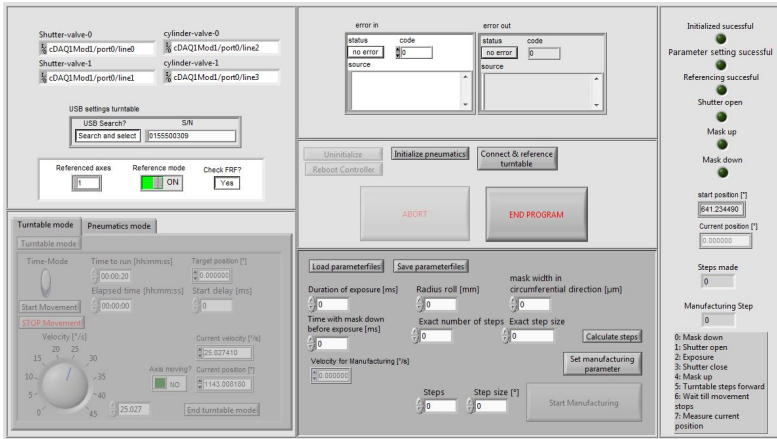 Shutter-valve-0
cylinder-valve-0
cDAQ1Mod1/port0/line0
cDAQ1Mod1/port0/line2
Shutter-valve-1
cylinder-valve-1
cDAQ1Mod1/port0/line1
cDAQ1Mod1/port0/line3
USB settings turntable
USB Search?
S/N
Search and select
0155500309
Referenced axes
Reference mode
Check FRF?
1
ON
Yes
Turntable mode
Pneumatics mode
Turntable mode
Time-Mode
Time to run [hh:mm:ss]
Target position [°]
00:00:20
0.000000
Elapsed time [hh:mm:ss]
Start delay [ms]
Start Movement
00:00:00
0
STOP Movement
Velocity [°/s]
Current velocity [°/s]
25.027410
Axis moving?
Current position [°]
NO
1143.008180
0
5
10
15
20
25
30
35
40
45
25.027
End turntable mode
error in
error out
status
code
status
code
no error
0
no error
0
source
source
Uninitialize
Initialize pneumatics
Connect & reference
turntable
Reboot Controller
ABORT
END PROGRAM
Load parameterfiles
Save parameterfiles
Duration of exposure [ms]
Radius roll [mm]
mask width in
circumferential direction [µm]
0
0
0
Time with mask down
before exposure [ms]
Exact number of steps
Exact step size
0
0
0
Calculate steps
Velocity for Manufacturing [°/s]
0.000000
Set manufacturing
parameter
Steps
Step size [°]
0
0
Start Manufacturing
Initialized sucessful
Parameter setting sucessful
Referencing succesful
Shutter open
Mask up
Mask down
start position [°]
641.234490
Current position [°]
0.000000
Steps made
0
Manufacturing Step
0
0: Mask down
1: Shutter open
2: Exposure
3: Shutter close
4: Mask up
5: Turntable steps forward
6: Wait till movement
stops
7: Measure current
position